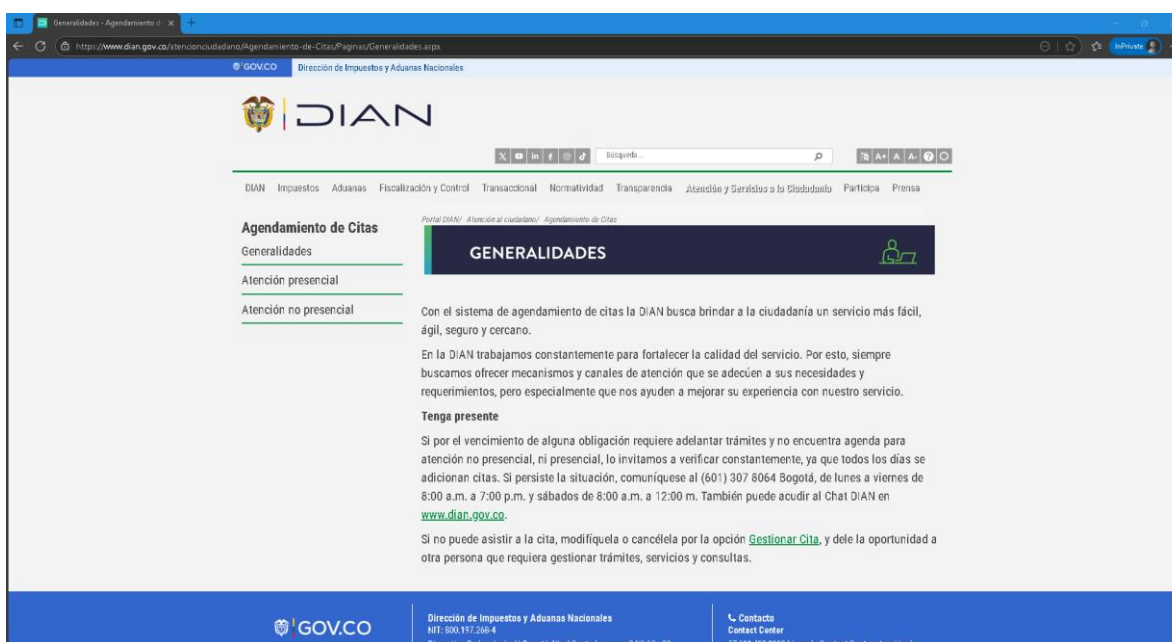 Generalidades - Agendamiento d
https://www.dian.gov.co/atencionciudadano/Agendamiento-de-Citas/Paginas/Generalidades.aspx
InPrivate
GOV.CO
Dirección de Impuestos y Aduanas Nacionales
DIAN
Búsqueda...
A+ A A-
DIAN Impuestos Aduanas Fiscalización y Control Transaccional Normatividad Transparencia Atención y Servicios a la Ciudadanía Participa Prensa
Agendamiento de Citas
Generalidades
Atención presencial
Atención no presencial
Portal DIAN/ Atención al ciudadano/ Agendamiento de Citas
GENERALIDADES
Con el sistema de agendamiento de citas la DIAN busca brindar a la ciudadanía un servicio más fácil,
ágil, seguro y cercano.
En la DIAN trabajamos constantemente para fortalecer la calidad del servicio. Por esto, siempre
buscamos ofrecer mecanismos y canales de atención que se adecúen a sus necesidades y
requerimientos, pero especialmente que nos ayuden a mejorar su experiencia con nuestro servicio.
Tenga presente
Si por el vencimiento de alguna obligación requiere adelantar trámites y no encuentra agenda para
atención no presencial, ni presencial, lo invitamos a verificar constantemente, ya que todos los días se
adicionan citas. Si persiste la situación, comuníquese al (601) 307 8064 Bogotá, de lunes a viernes de
8:00 a.m. a 7:00 p.m. y sábados de 8:00 a.m. a 12:00 m. También puede acudir al Chat DIAN en
www.dian.gov.co.
Si no puede asistir a la cita, modifíquela o cancélela por la opción Gestionar Cita, y dele la oportunidad a
otra persona que requiera gestionar trámites, servicios y consultas.
GOV.CO
Dirección de Impuestos y Aduanas Nacionales
NIT: 800.197.268-4
Contacto
Contact Center